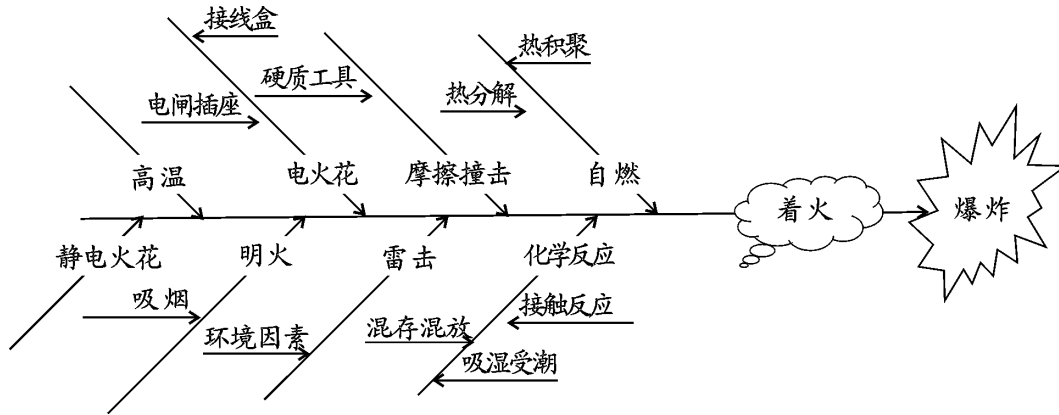 接线盒
硬质工具
热积聚
热分解
电闸插座
高温
电火花
摩擦撞击
自燃
着火
爆炸
静电火花
明火
雷击
化学反应
吸烟
环境因素
混存混放
接触反应
吸湿受潮